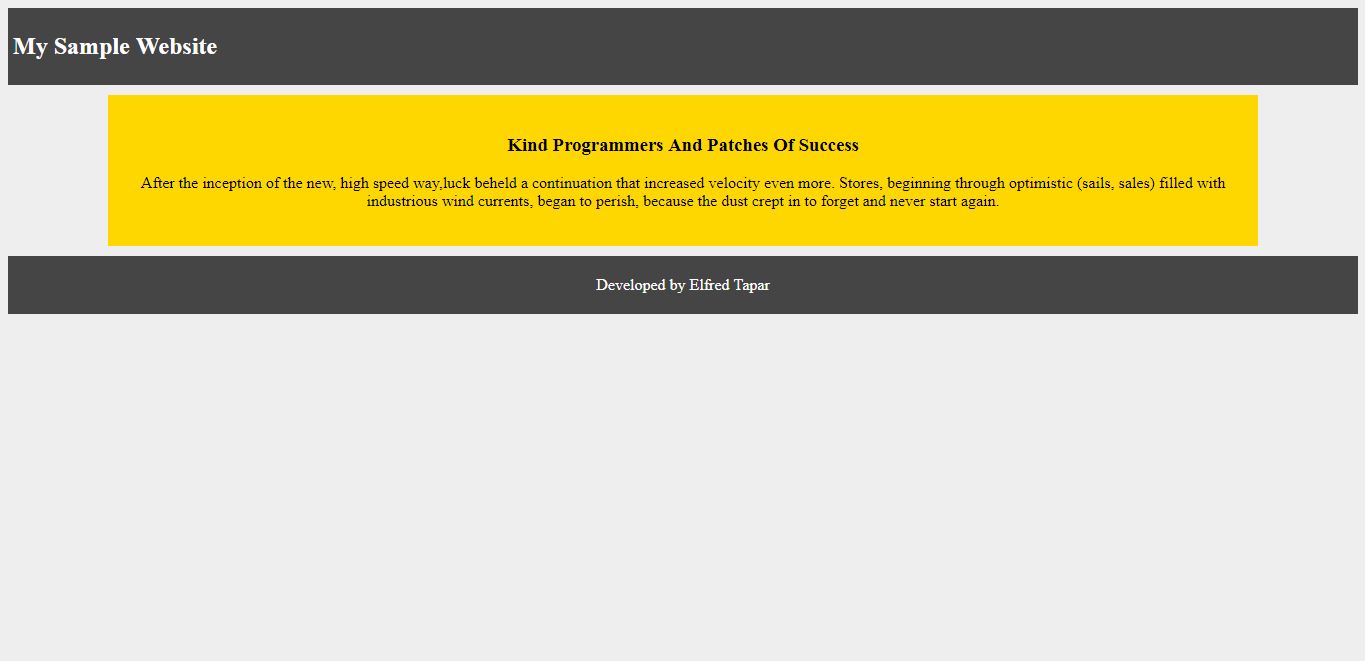 My Sample Website
Kind Programmers And Patches Of Success
After the inception of the new, high speed way,luck beheld a continuation that increased velocity even more. Stores, beginning through optimistic (sails, sales) filled with
industrious wind currents, began to perish, because the dust crept in to forget and never start again.
Developed by Elfred Tapar